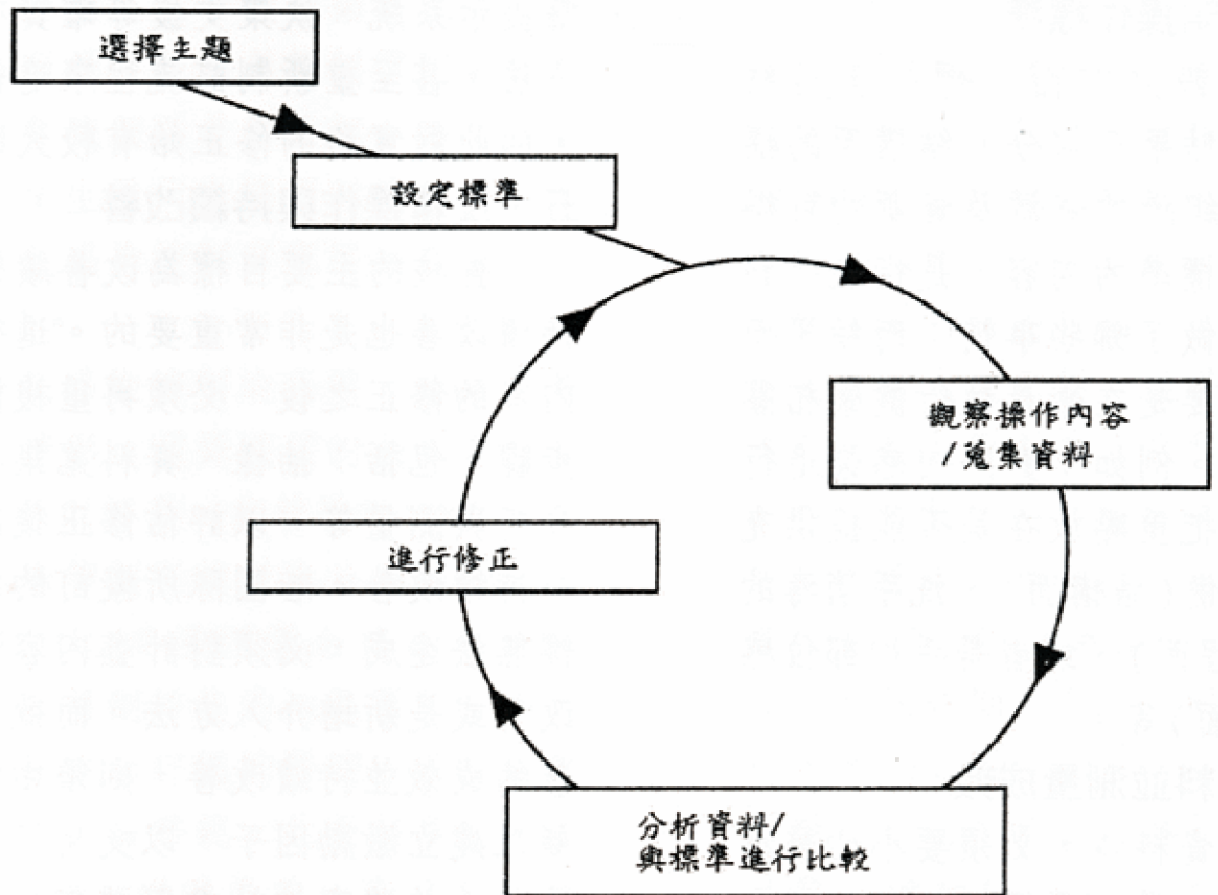 選擇主題
設定標準
觀察操作內容
/蒐集資料
進行修正
分析資料/
與標準進行比較